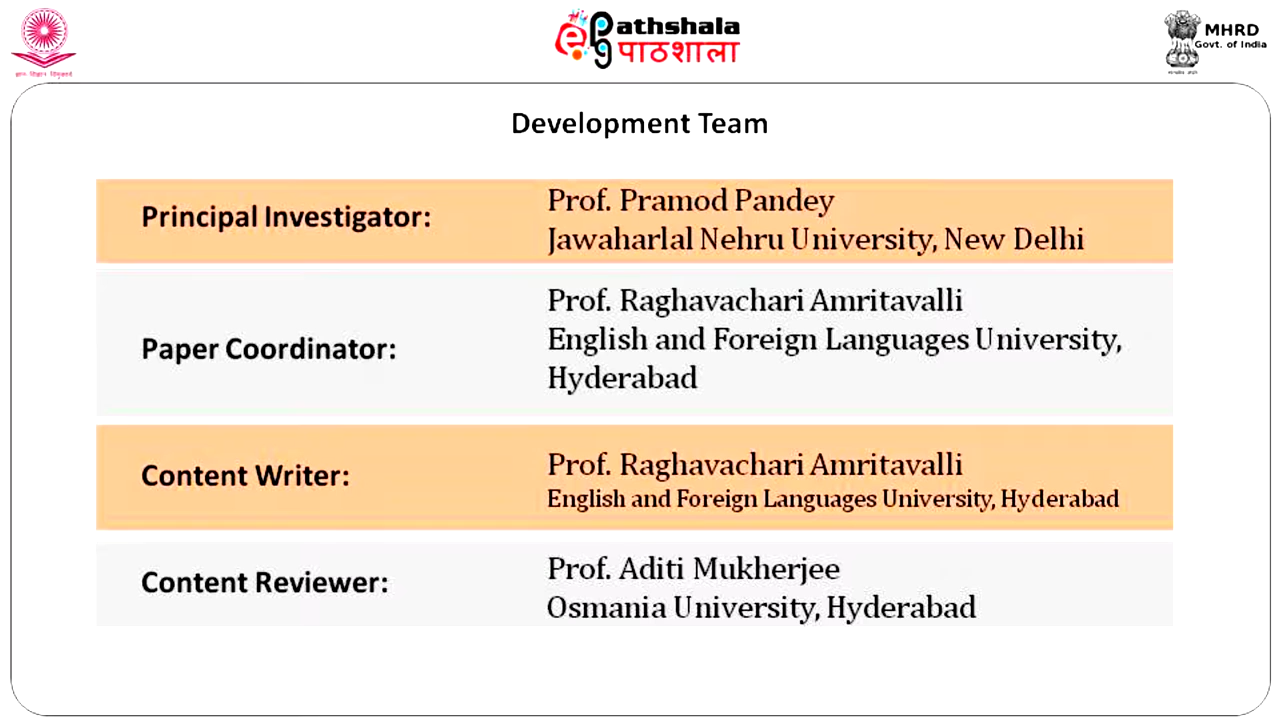 ज्ञान-विज्ञान विमुक्तये
Pathshala
पाठशाला
MHRD
Govt. of India
Development Team
Principal Investigator:
Prof. Pramod Pandey
Jawaharlal Nehru University, New Delhi
Paper Coordinator:
Prof. Raghavachari Amritavalli
English and Foreign Languages University,
Hyderabad
Content Writer:
Prof. Raghavachari Amritavalli
English and Foreign Languages University, Hyderabad
Content Reviewer:
Prof. Aditi Mukherjee
Osmania University, Hyderabad